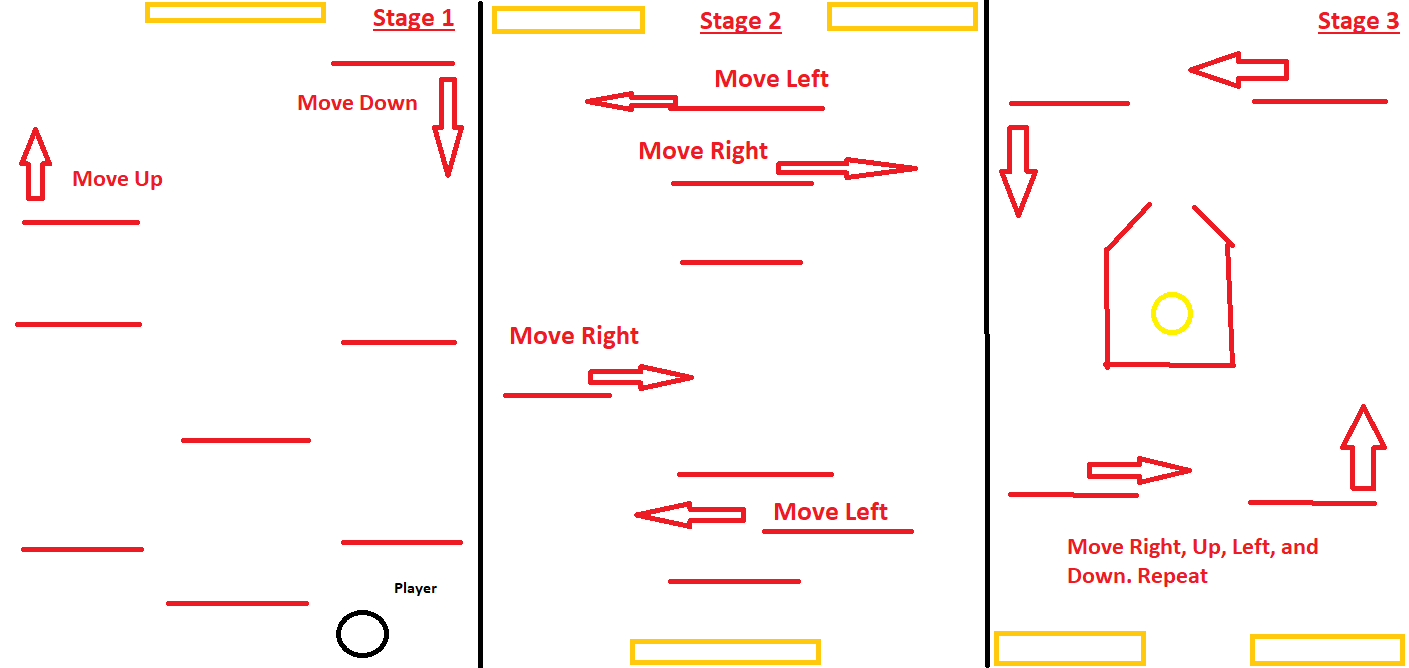 Stage 1
Move Down
Move Up
Player
Stage 2
Move Left
Move Right
Move Right
Move Left
Stage 3
Move Right, Up, Left, and
Down. Repeat